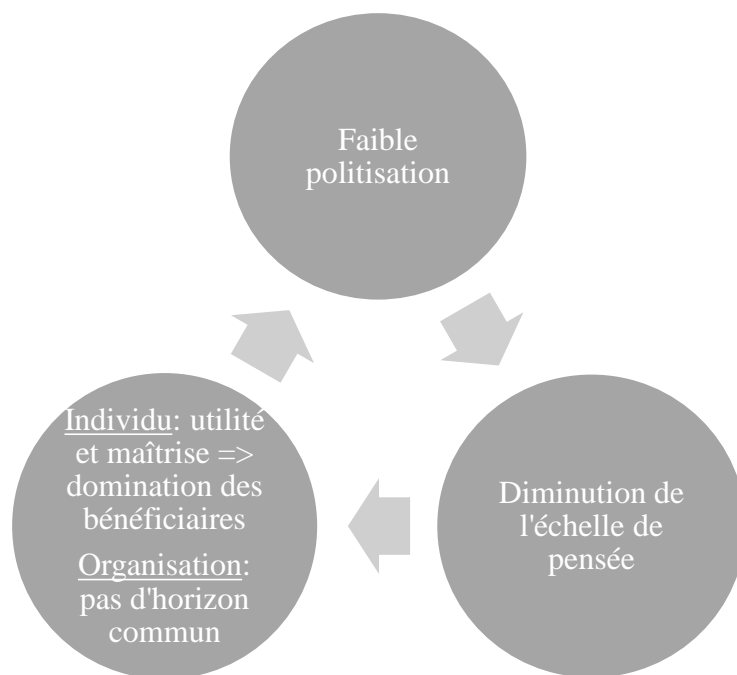 Faible
politisation
Diminution de
l'échelle de
pensée
Individu: utilité
et maîtrise =>
domination des
bénéficiaires
Organisation:
pas d'horizon
commun